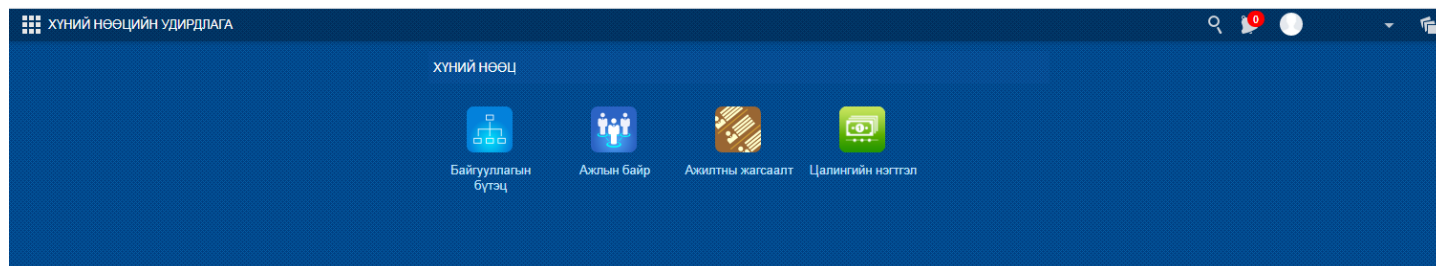 ХҮНИЙ НӨӨЦИЙН УДИРДЛАГА
0
ХҮНИЙ НӨӨЦ
Байгууллагын
бүтэц
Ажлын байр
Ажилтны жагсаалт
Цалингийн нэгтгэл